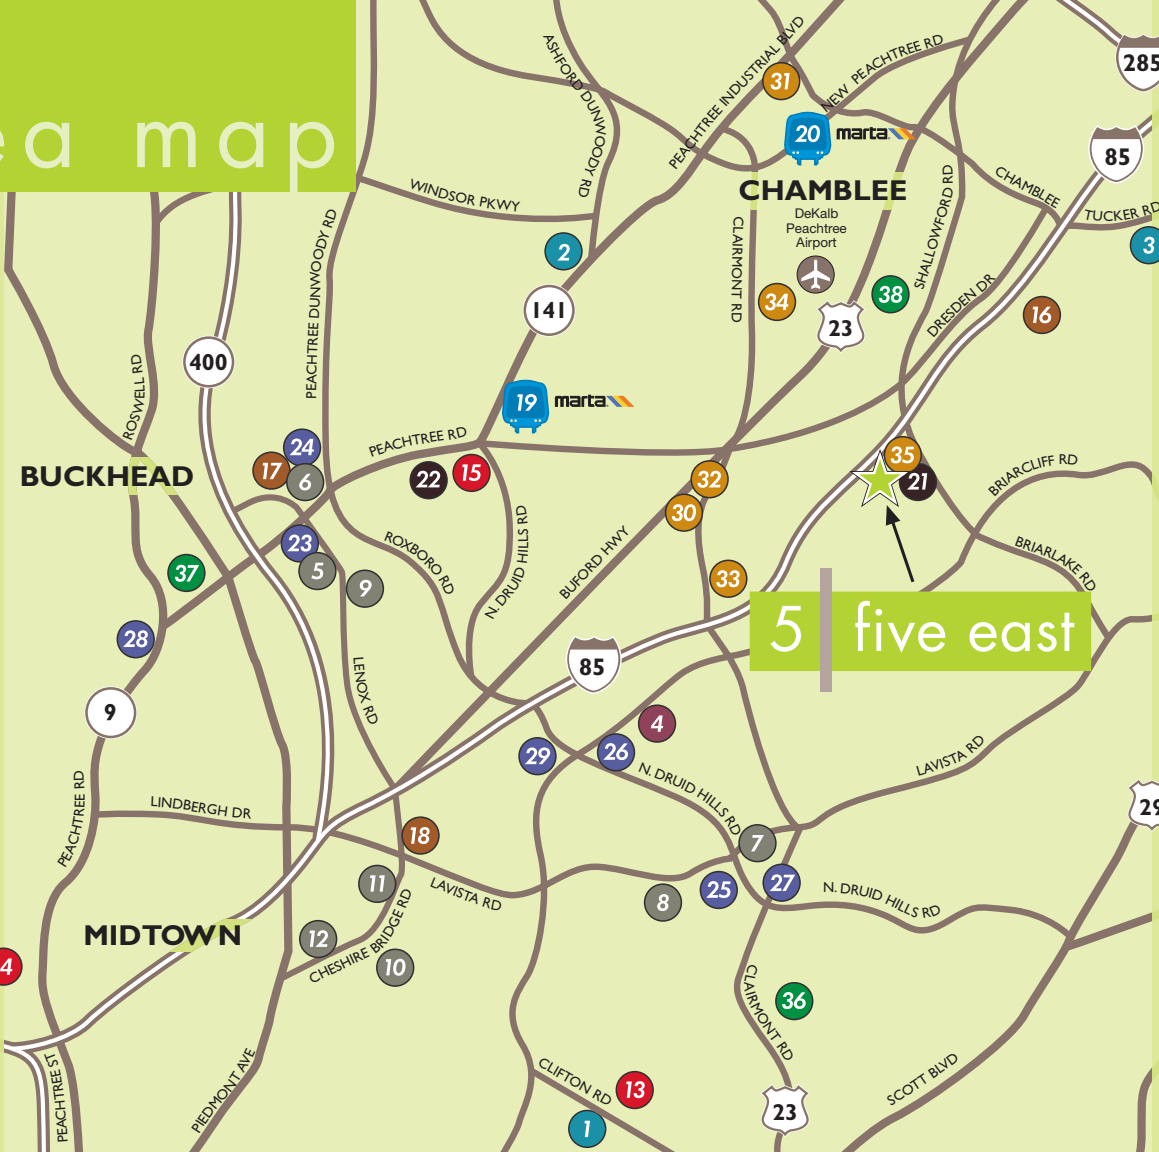 ea map
ASHFORD DUNWOODY RD
PEACHTREE INDUSTRIAL BLVD
NEW PEACHTREE RD
285
31
20
marta
85
WINDSOR PKWY
CHAMBLEE
CHAMBLEE
TUCKER RD
DeKalb
Peachtree
Airport
SHALLOWFORD RD
PEACHTREE DUNWOODY RD
2
3
CLAIRMONT RD
34
38
DRESDEN DR
16
141
23
400
ROSWELL RD
19
marta
PEACHTREE RD
24
17
6
22
15
BUCKHEAD
32
35
21
BRIARCLIFF RD
30
23
5
37
9
ROXBORO RD
N. DRUID HILLS RD
BUFORD HWY
33
BRIARLAKE RD
28
5 five east
85
LENOX RD
9
4
29
26
N. DRUID HILLS RD
LAVISTA RD
PEACHTREE RD
LINDBERGH DR
29
18
7
11
LAVISTA RD
8
25
27
N. DRUID HILLS RD
MIDTOWN
12
CHESHIRE BRIDGE RD
10
4
36
CLAIRMONT RD
PEACHTREE ST
PIEDMONT AVE
CLIFTON RD
13
1
23
SCOTT BLVD